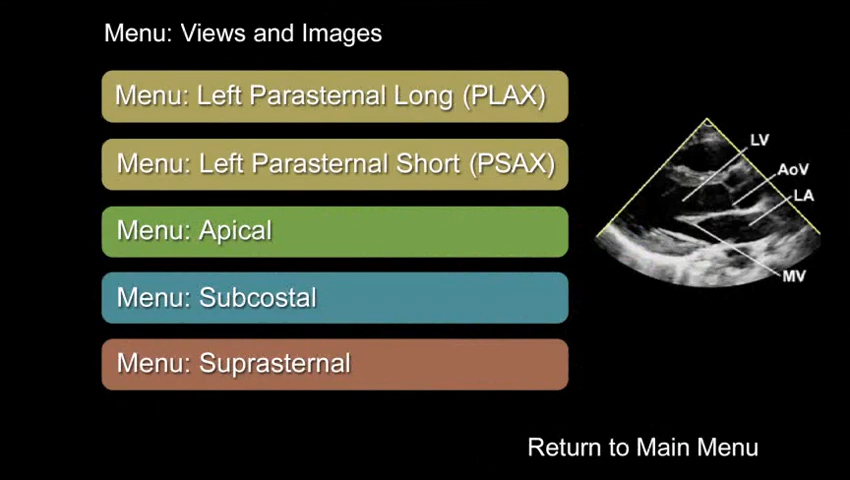 Menu: Views and Images
Menu: Left Parasternal Long (PLAX)
Menu: Left Parasternal Short (PSAX)
Menu: Apical
Menu: Subcostal
Menu: Suprasternal
LV
AoV
LA
MV
Return to Main Menu